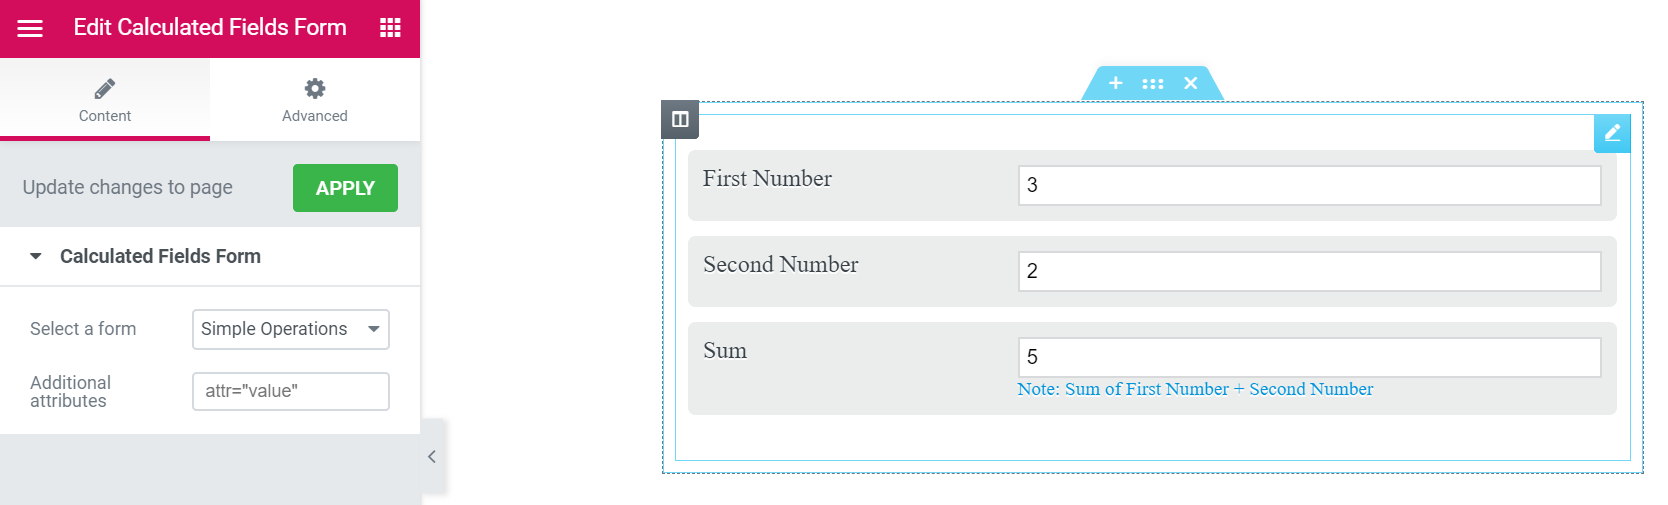 Edit Calculated Fields Form
Content
Advanced
Update changes to page
APPLY
Calculated Fields Form
Select a form
Simple Operations
Additional
attributes
attr="value"
First Number
3
Second Number
2
Sum
5
Note: Sum of First Number + Second Number